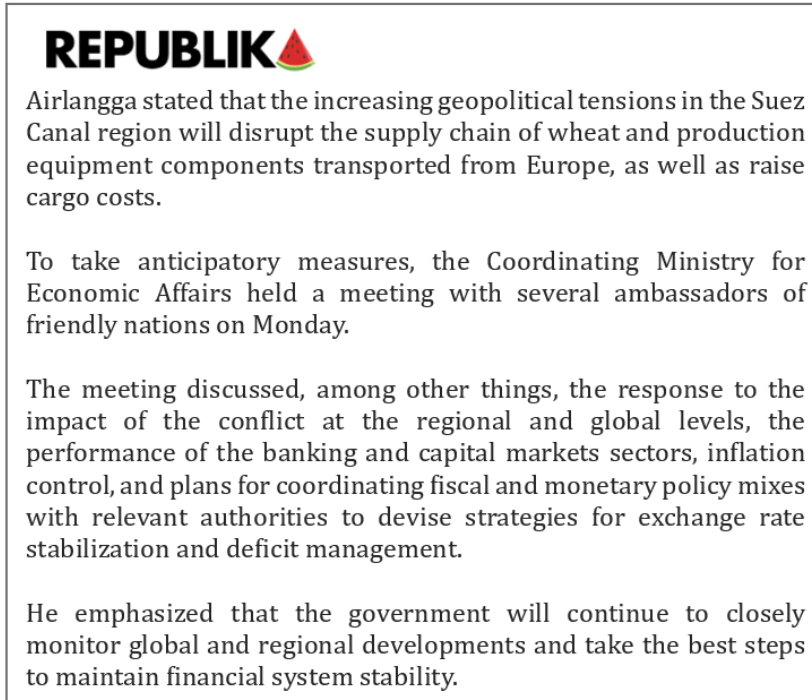 REPUBLIKA
Airlangga stated that the increasing geopolitical tensions in the Suez
Canal region will disrupt the supply chain of wheat and production
equipment components transported from Europe, as well as raise
cargo costs.
To take anticipatory measures, the Coordinating Ministry for
Economic Affairs held a meeting with several ambassadors of
friendly nations on Monday.
The meeting discussed, among other things, the response to the
impact of the conflict at the regional and global levels, the
performance of the banking and capital markets sectors, inflation
control, and plans for coordinating fiscal and monetary policy mixes
with relevant authorities to devise strategies for exchange rate
stabilization and deficit management.
He emphasized that the government will continue to closely
monitor global and regional developments and take the best steps
to maintain financial system stability.